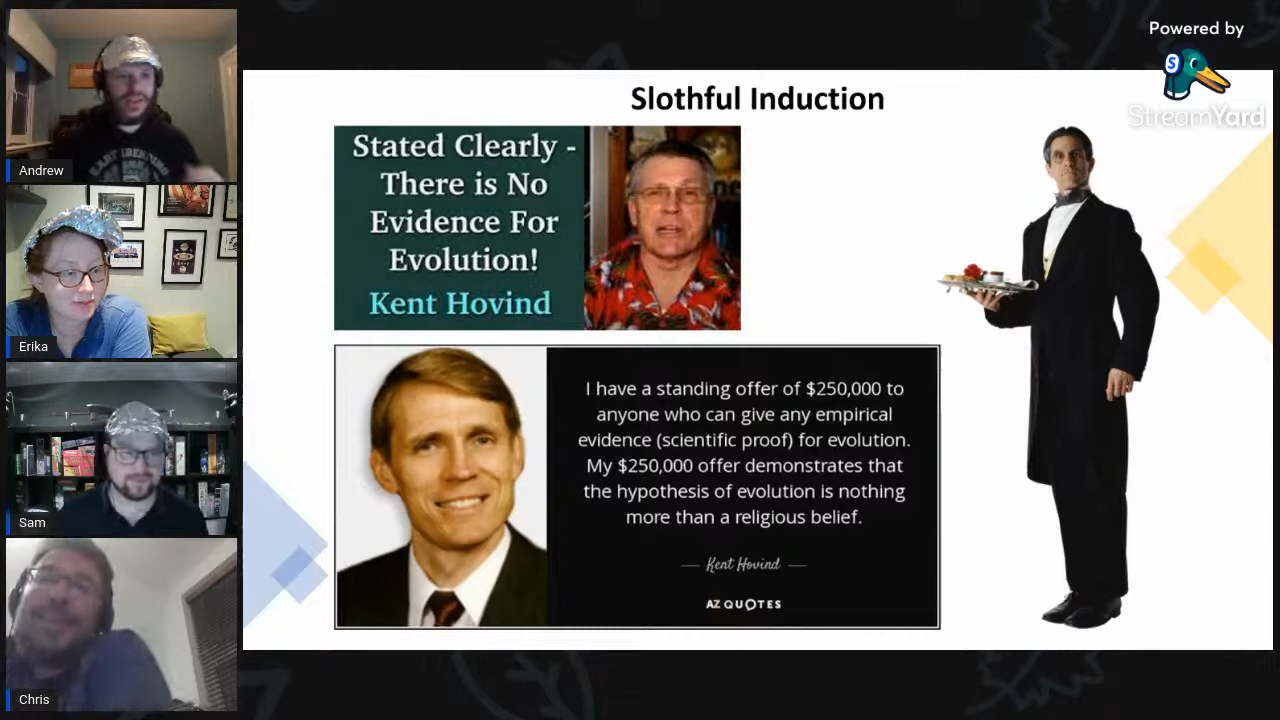 Powered by
StreamYard
Slothful Induction
Stated Clearly -
There is No
Evidence For
Evolution!
Kent Hovind
I have a standing offer of $250,000 to
anyone who can give any empirical
evidence (scientific proof) for evolution.
My $250,000 offer demonstrates that
the hypothesis of evolution is nothing
more than a religious belief.
— Kent Hovind —
AZ QUOTES
Andrew
Erika
Sam
Chris